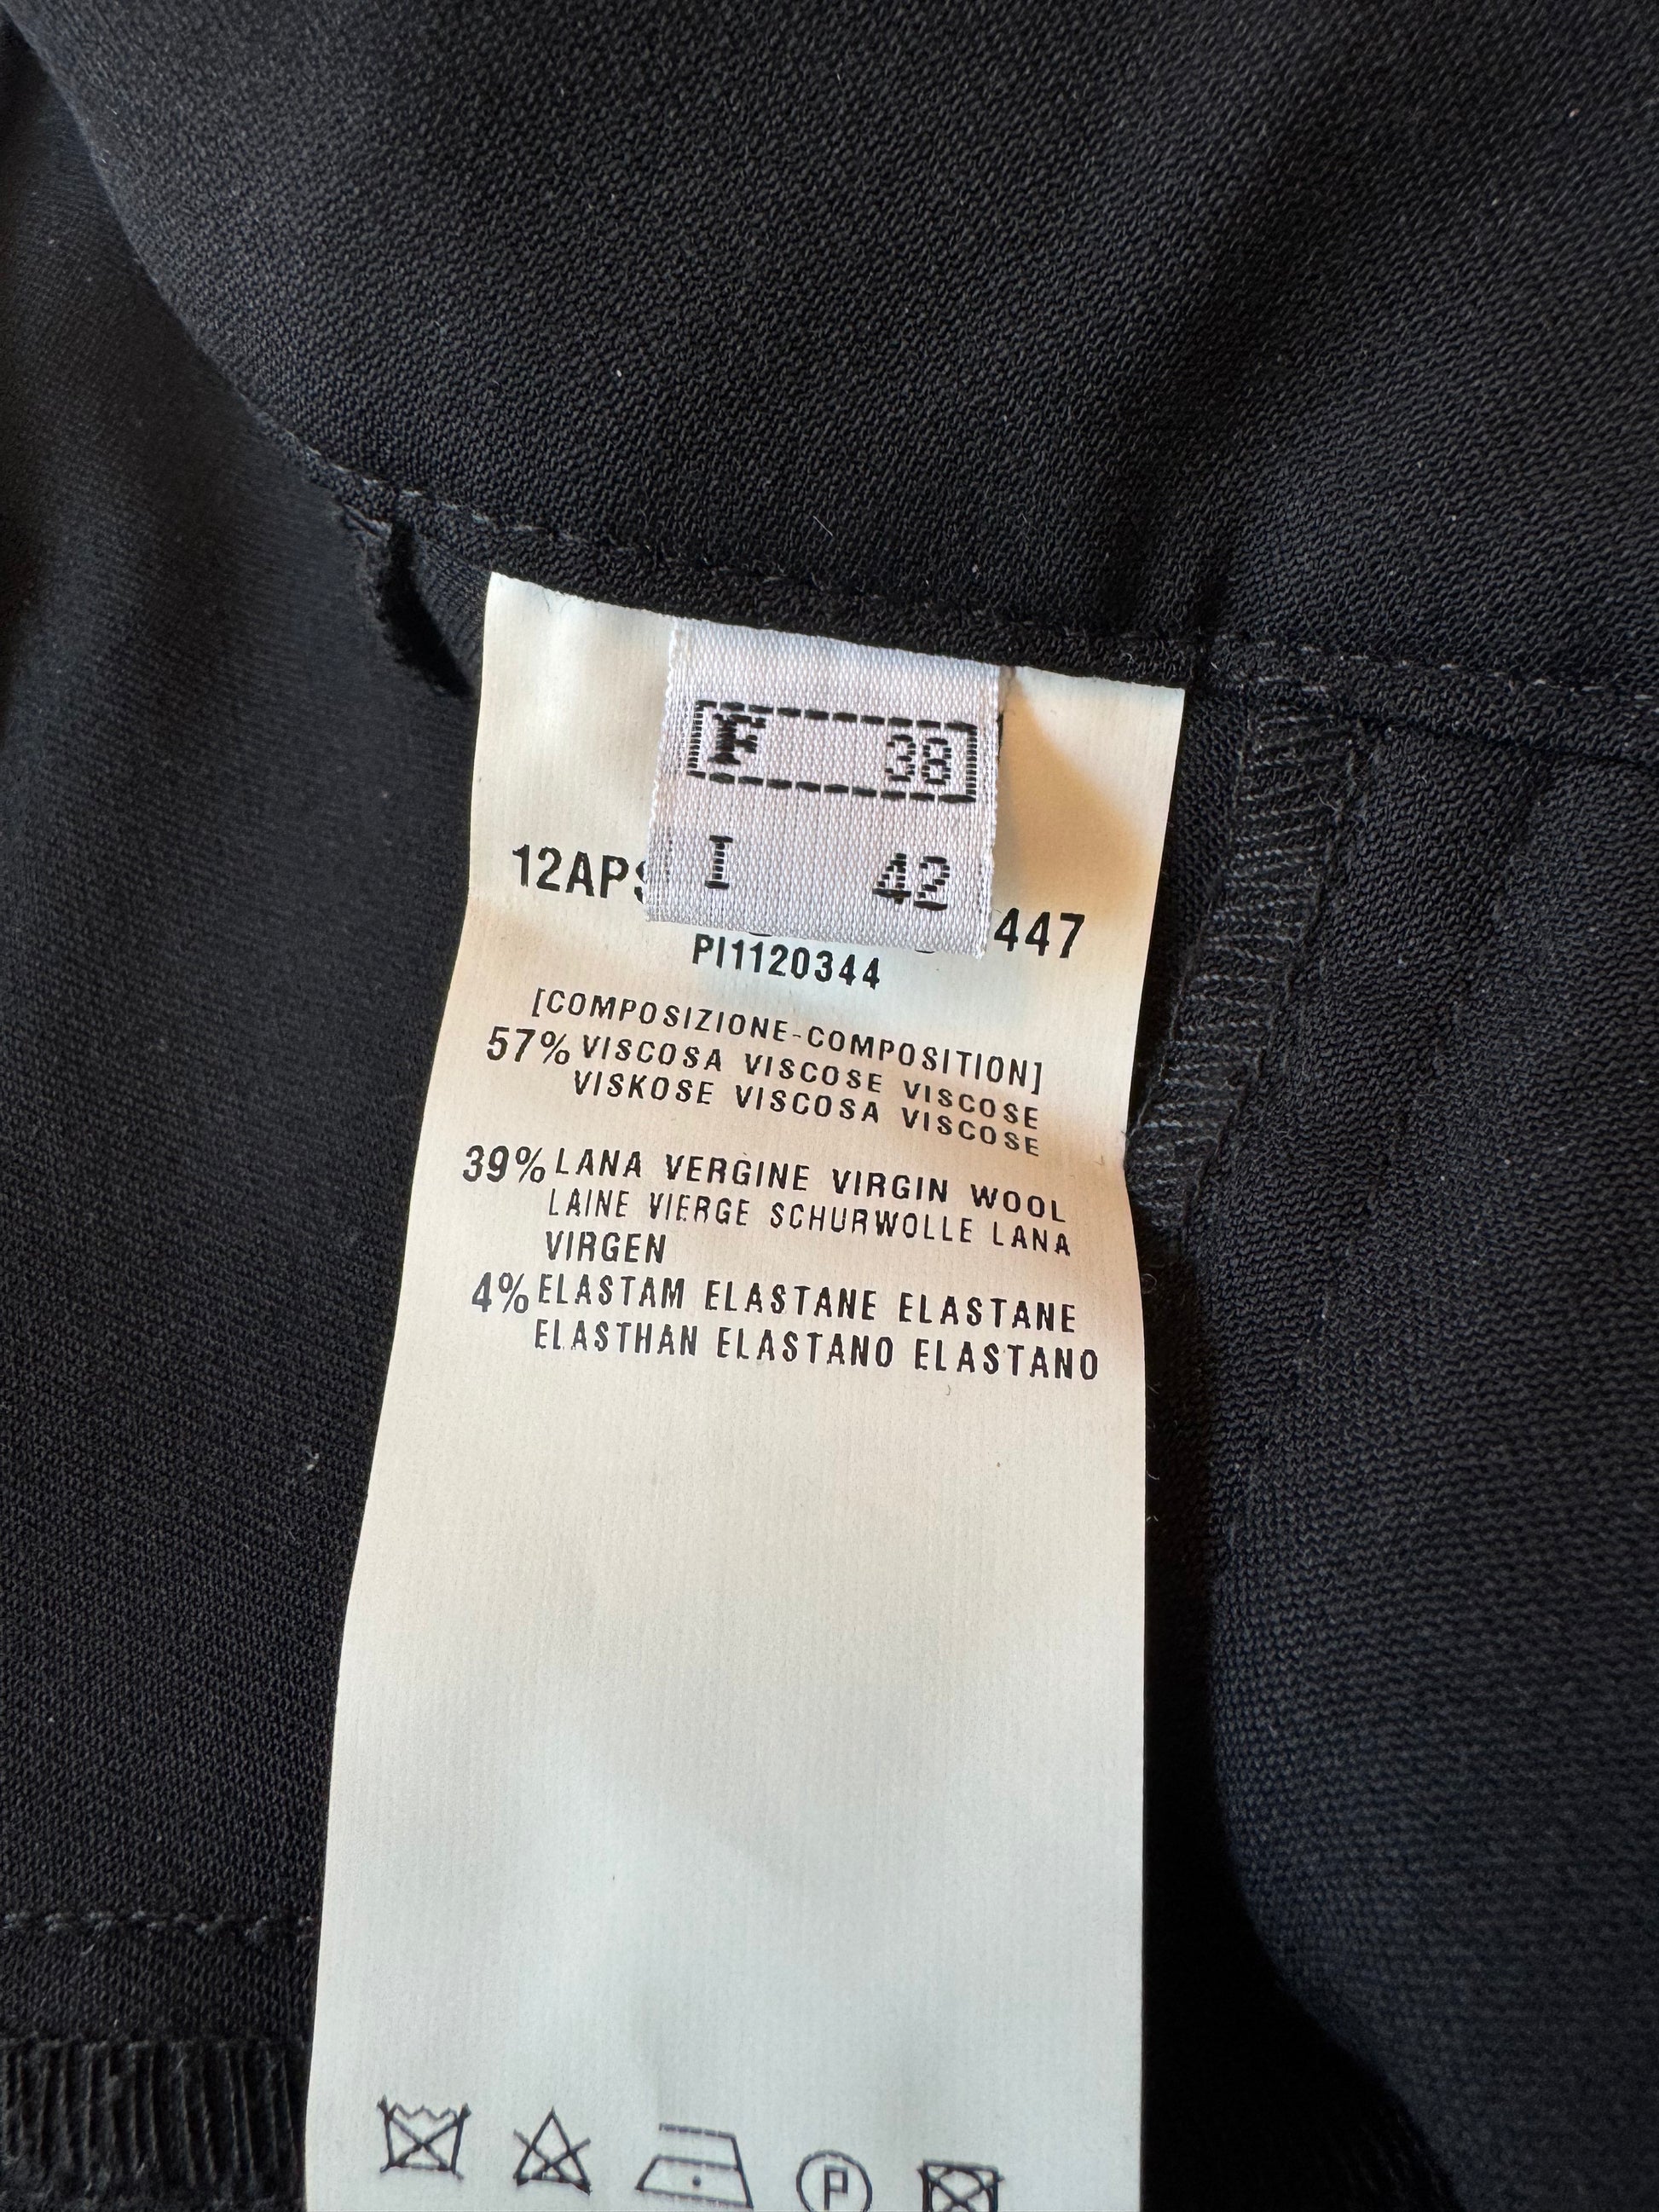 F 38
I 42
12APS 447
PI1120344
[COMPOSIZIONE-COMPOSITION]
57% VISCOSA VISCOSE VISCOSE
VISKOSE VISCOSA VISCOSE
39% LANA VERGINE VIRGIN WOOL
LAINE VIERGE SCHURWOLLE LANA
VIRGEN
4% ELASTAM ELASTANE ELASTANE
ELASTHAN ELASTANO ELASTANO
P